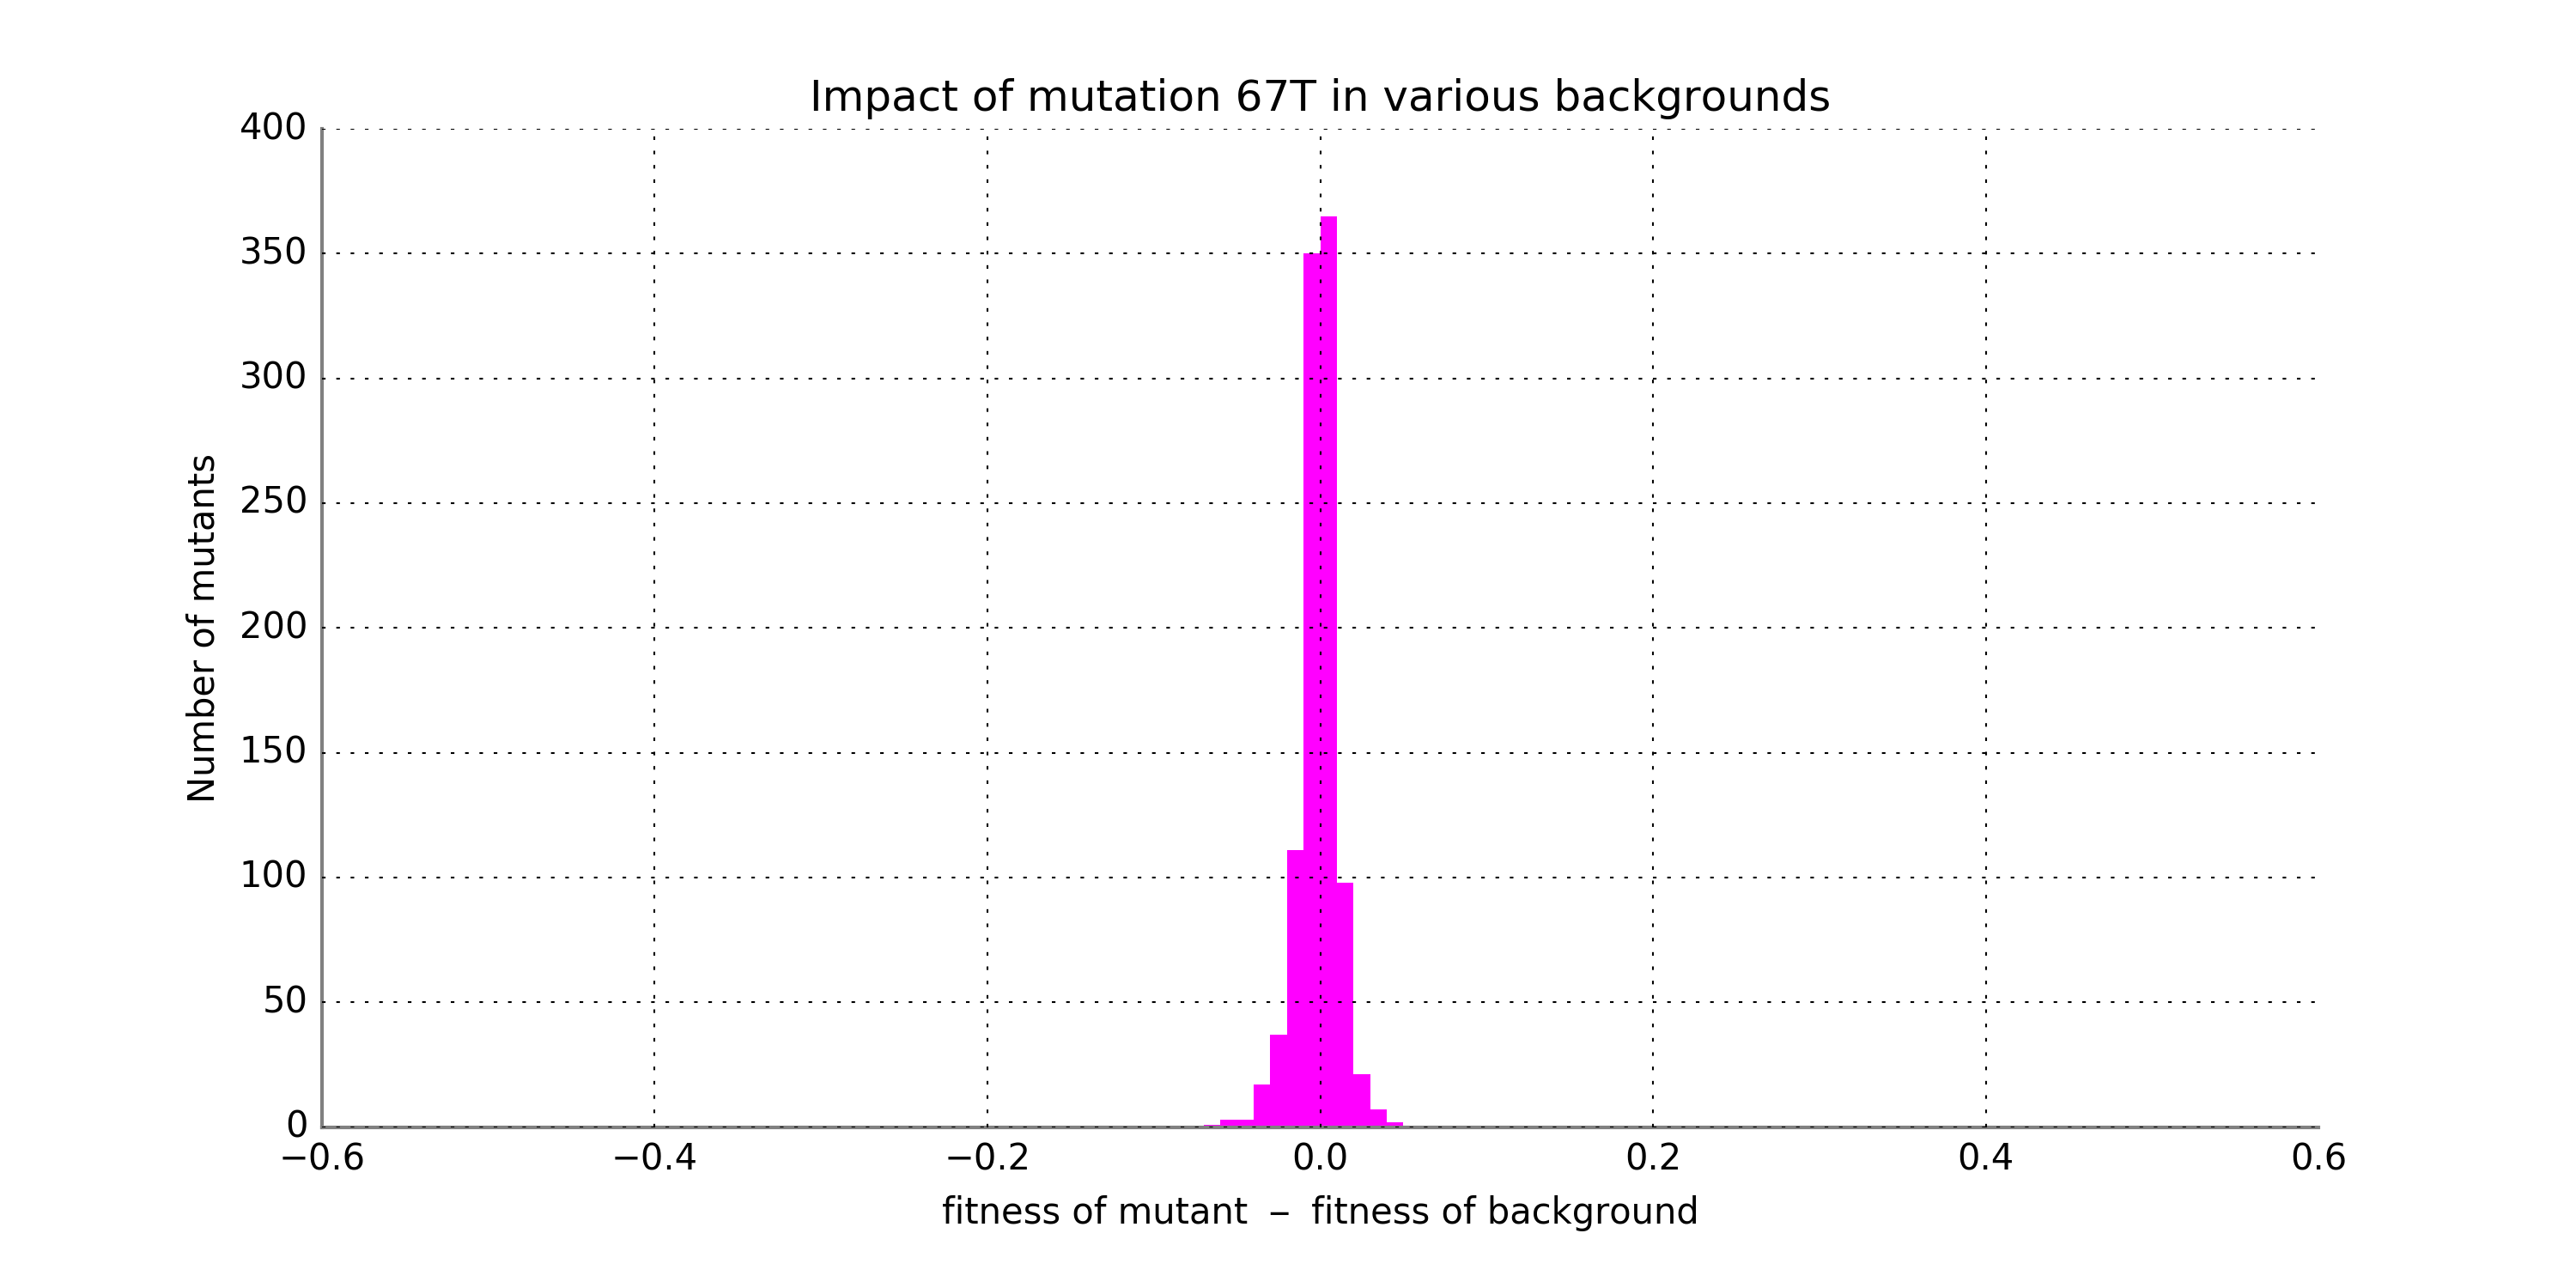 Impact of mutation 67T in various backgrounds
400
350
300
250
200
150
100
50
0
Number of mutants
−0.6 −0.4 −0.2 0.0 0.2 0.4 0.6
fitness of mutant − fitness of background